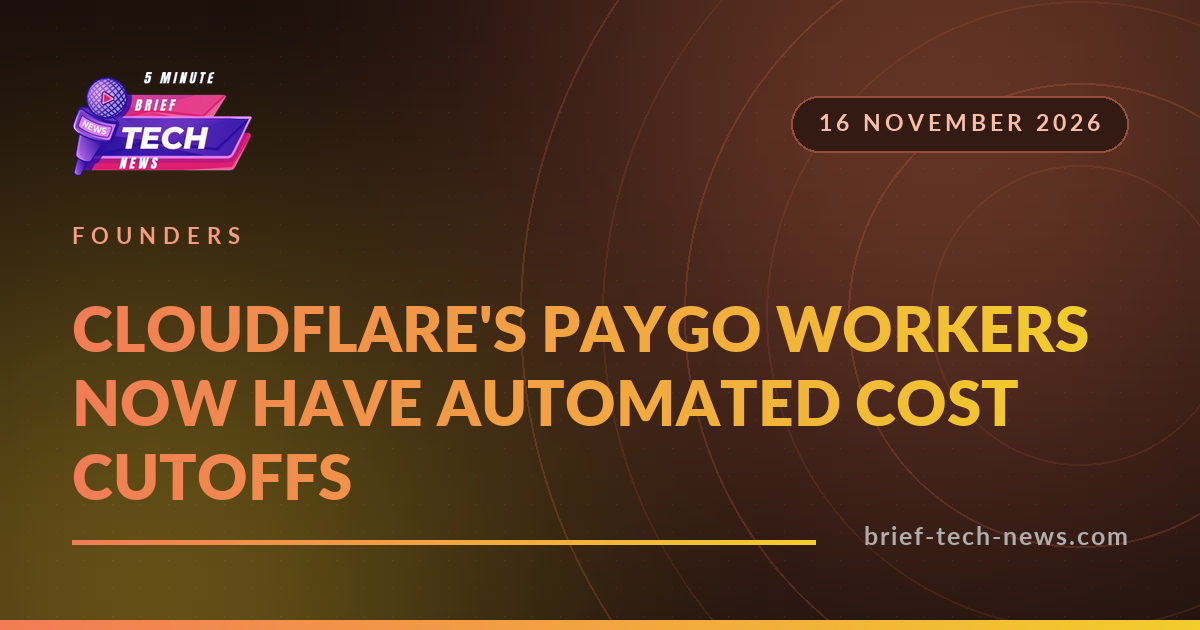 5 MINUTE
BRIEF
NEWS
TECH
NEWS
16 NOVEMBER 2026
FOUNDERS
CLOUDFLARE'S PAYGO WORKERS
NOW HAVE AUTOMATED COST
CUTOFFS
brief-tech-news.com